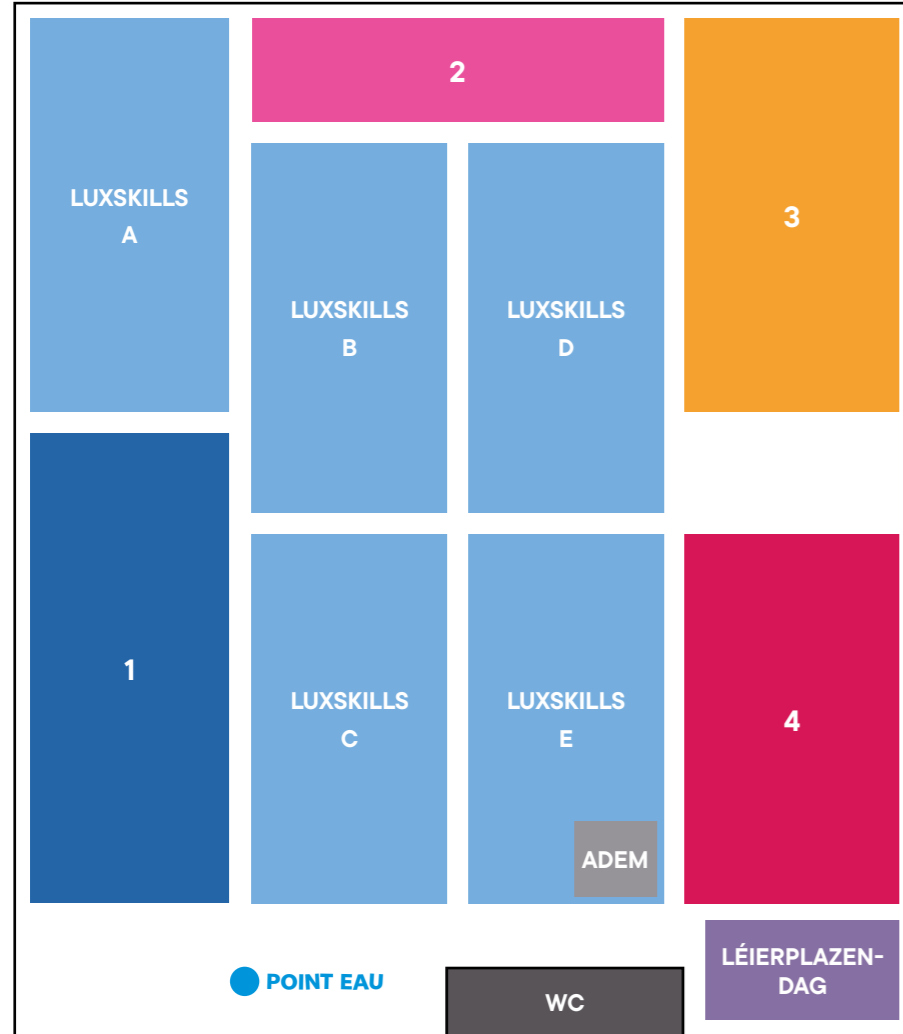 2
LUXSKILLS
A
3
LUXSKILLS
B
LUXSKILLS
D
1
LUXSKILLS
C
LUXSKILLS
E
4
ADEM
POINT EAU
WC
LÉIERPLAZEN-
DAG